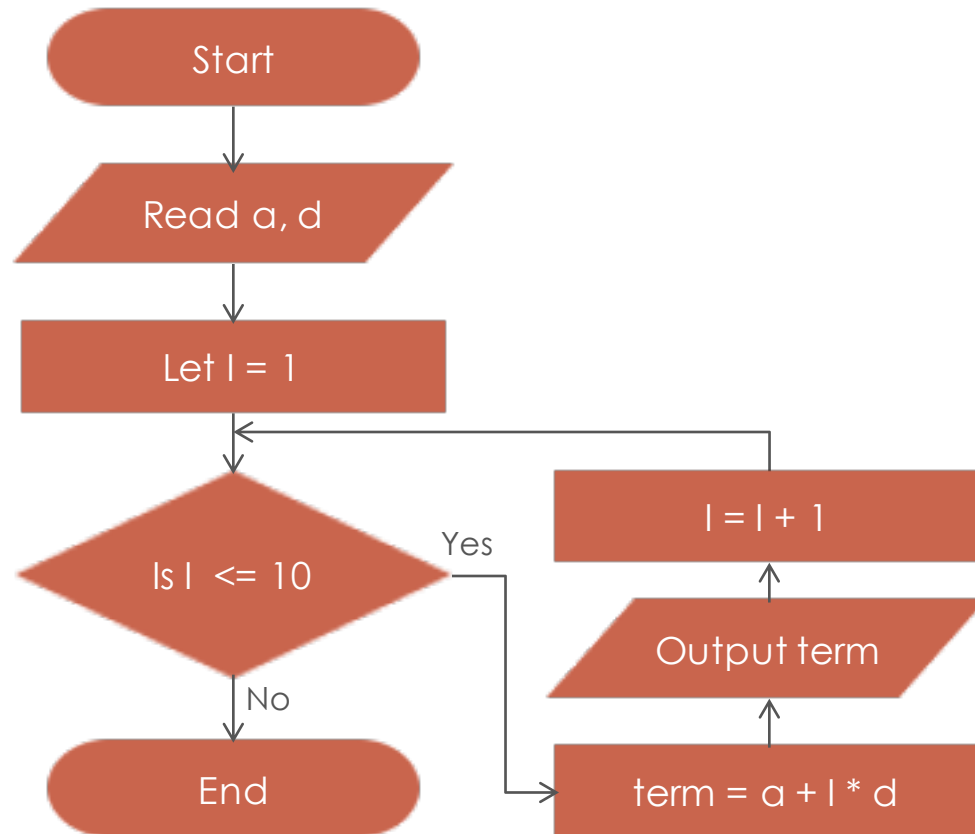 Start
Read a, d
Let I = 1
Is I <= 10
Yes
No
End
term = a + I * d
Output term
I = I + 1